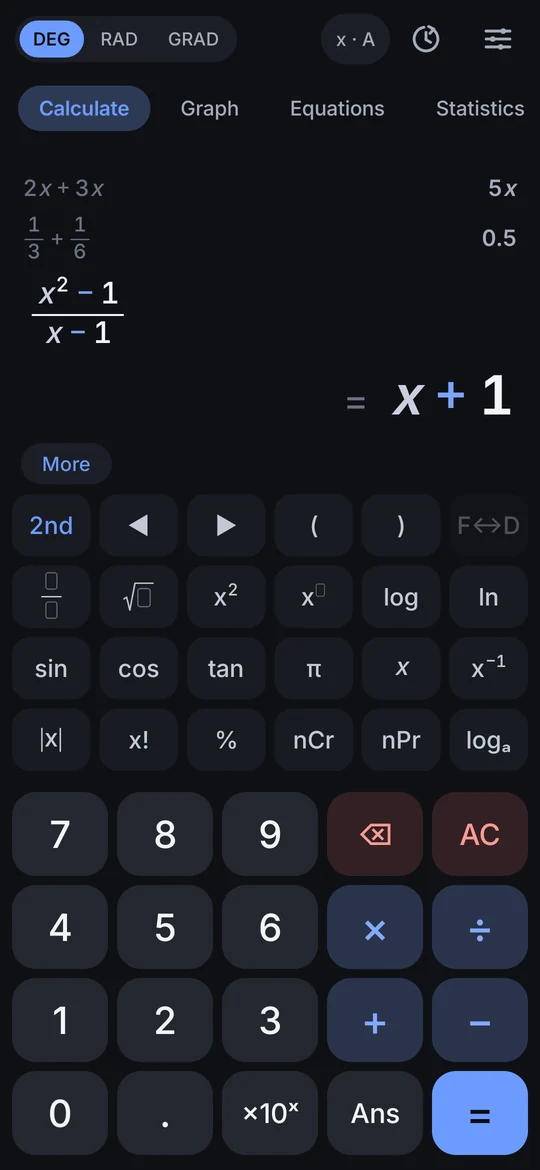 DEG RAD GRAD x · A
Calculate Graph Equations Statistics
2x + 3x 5x
1/3 + 1/6 0.5
x² − 1
x − 1
= x + 1
More
2nd ◀ ▶ ( ) F↔D
√ x² x▯ log ln
sin cos tan π x x⁻¹
|x| x! % nCr nPr logₐ
7 8 9 ⌫ AC
4 5 6 × ÷
1 2 3 + −
0 . ×10ˣ Ans =